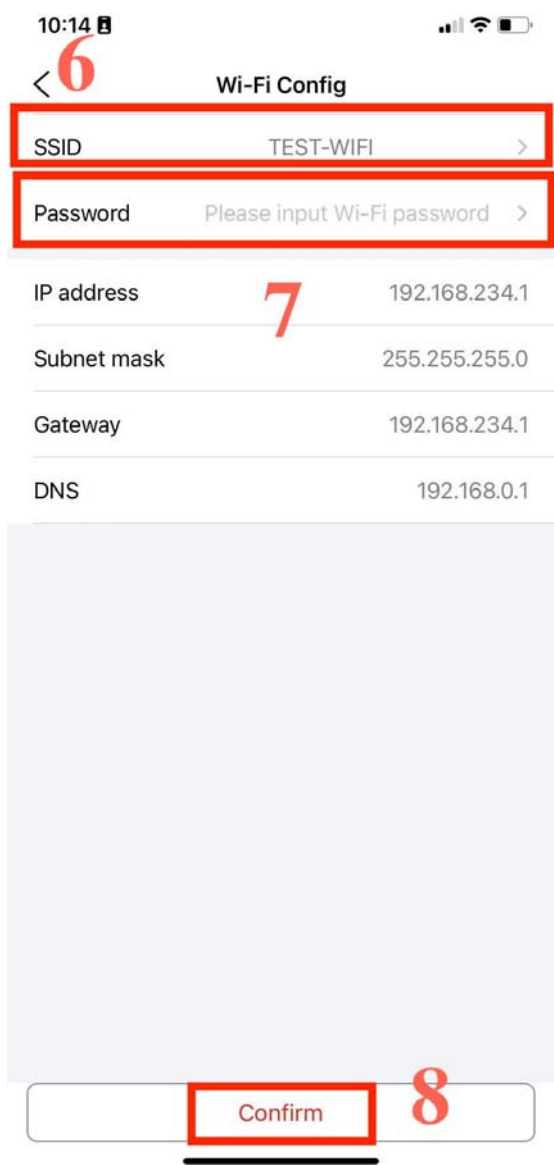 10:14
6
Wi-Fi Config
SSID TEST-WIFI
Password Please input Wi-Fi password
IP address 192.168.234.1
7
Subnet mask 255.255.255.0
Gateway 192.168.234.1
DNS 192.168.0.1
Confirm 8